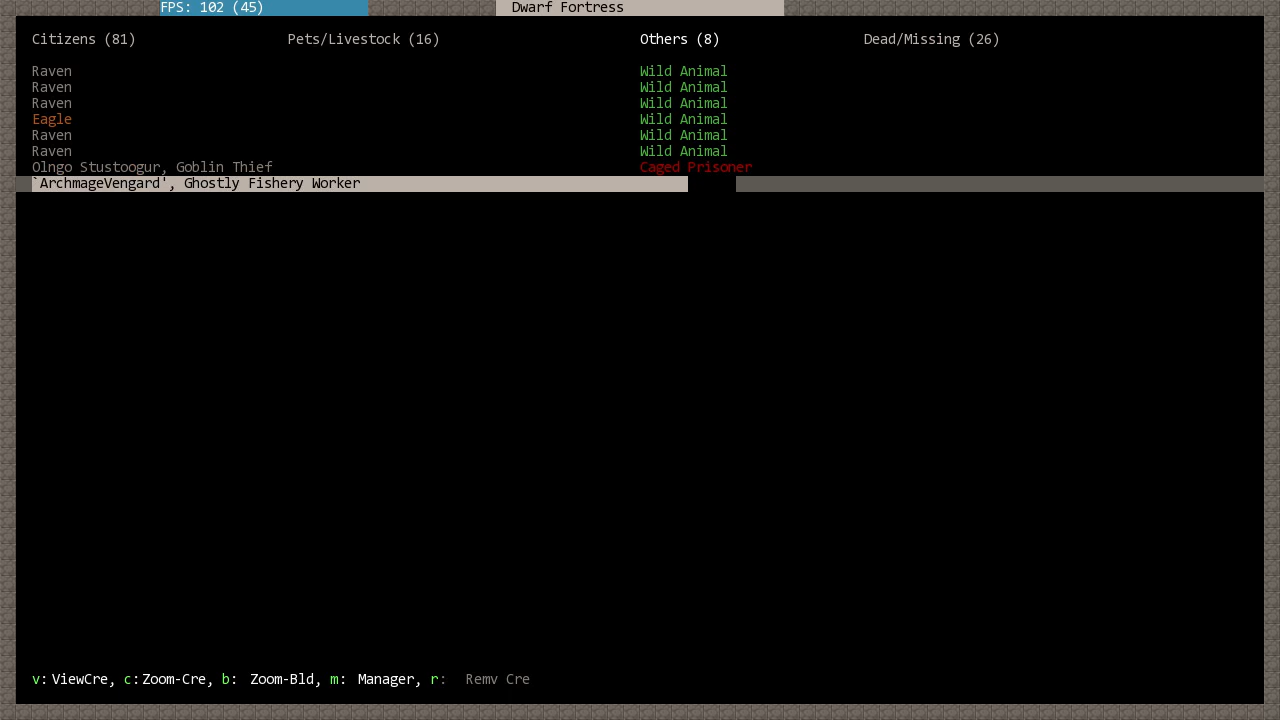 FPS: 102 (45) Dwarf Fortress
Citizens (81) Pets/Livestock (16) Others (8) Dead/Missing (26)
Raven Wild Animal
Raven Wild Animal
Raven Wild Animal
Eagle Wild Animal
Raven Wild Animal
Raven Wild Animal
Olngo Stustoogur, Goblin Thief Caged Prisoner
`ArchmageVengard', Ghostly Fishery Worker
v: ViewCre, c: Zoom-Cre, b: Zoom-Bld, m: Manager, r: Remv Cre